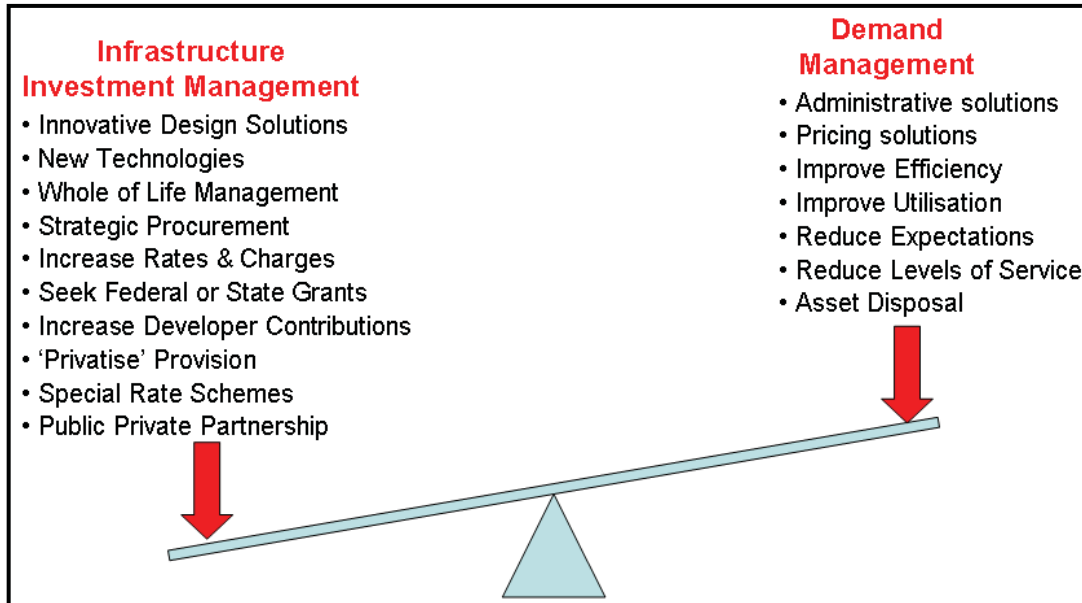 Infrastructure
Investment Management
• Innovative Design Solutions
• New Technologies
• Whole of Life Management
• Strategic Procurement
• Increase Rates & Charges
• Seek Federal or State Grants
• Increase Developer Contributions
• ‘Privatise’ Provision
• Special Rate Schemes
• Public Private Partnership
Demand
Management
• Administrative solutions
• Pricing solutions
• Improve Efficiency
• Improve Utilisation
• Reduce Expectations
• Reduce Levels of Service
• Asset Disposal